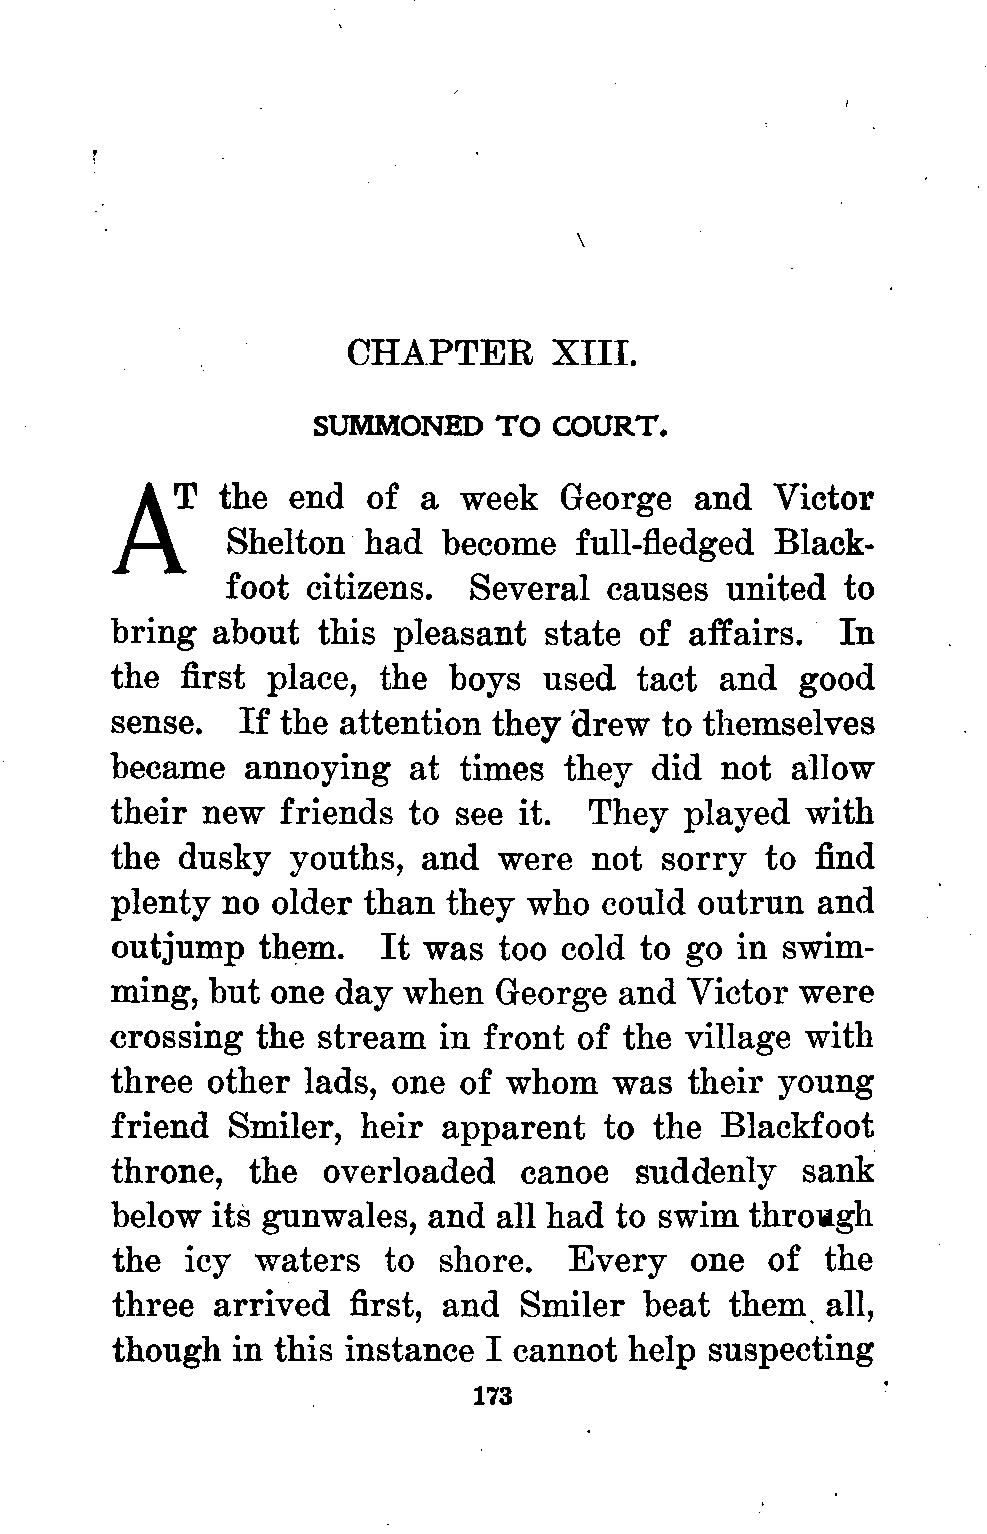 CHAPTER XIII.
SUMMONED TO COURT.
AT the end of a week George and Victor
Shelton had become full-fledged Black-
foot citizens. Several causes united to
bring about this pleasant state of affairs. In
the first place, the boys used tact and good
sense. If the attention they drew to themselves
became annoying at times they did not allow
their new friends to see it. They played with
the dusky youths, and were not sorry to find
plenty no older than they who could outrun and
outjump them. It was too cold to go in swim-
ming, but one day when George and Victor were
crossing the stream in front of the village with
three other lads, one of whom was their young
friend Smiler, heir apparent to the Blackfoot
throne, the overloaded canoe suddenly sank
below its gunwales, and all had to swim through
the icy waters to shore. Every one of the
three arrived first, and Smiler beat them all,
though in this instance I cannot help suspecting
173